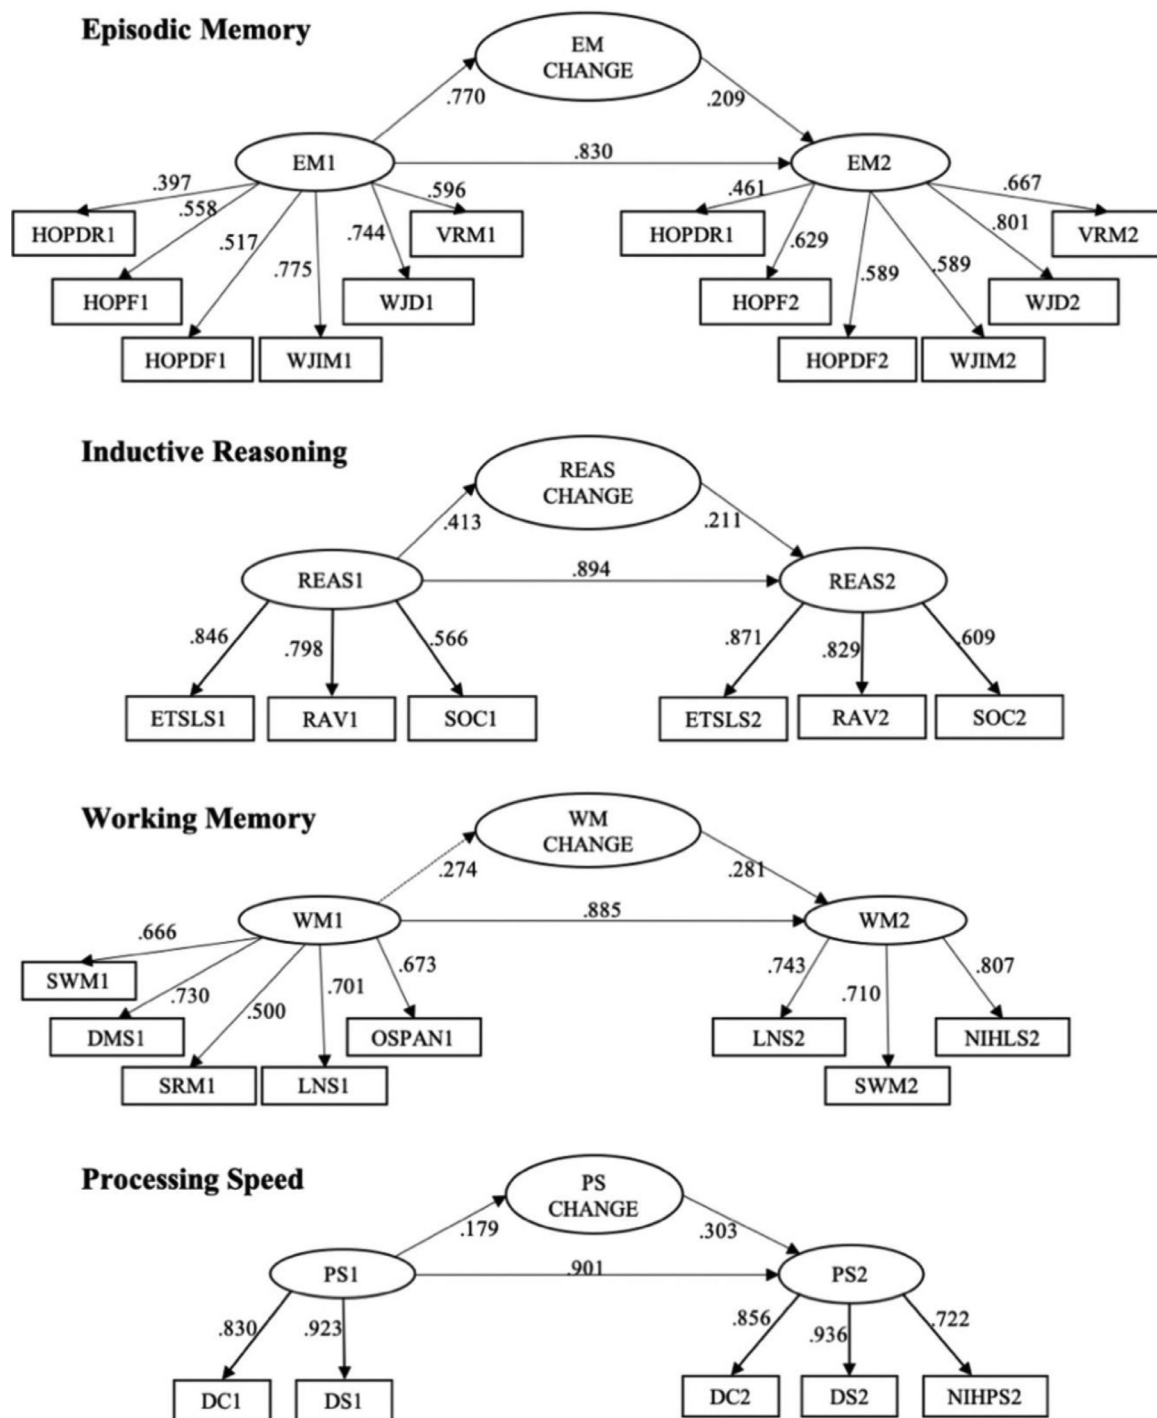 Episodic Memory
EM
CHANGE
.770
.209
EM1
.830
EM2
.397
.558
.517
.775
.744
.596
HOPDR1
VRM1
HOPF1
WJD1
HOPDF1
WJIM1
.461
.629
.589
.589
.801
.667
HOPDR1
VRM2
HOPF2
WJD2
HOPDF2
WJIM2
Inductive Reasoning
REAS
CHANGE
.413
.211
REAS1
.894
REAS2
.846
.798
.566
ETSLS1
RAV1
SOC1
.871
.829
.609
ETSLS2
RAV2
SOC2
Working Memory
WM
CHANGE
.274
.281
WM1
.885
WM2
.666
.730
.500
.701
.673
SWM1
DMS1
OSPAN1
SRM1
LNS1
.743
.710
.807
LNS2
NIHLS2
SWM2
Processing Speed
PS
CHANGE
.179
.303
PS1
.901
PS2
.830
.923
DC1
DS1
.856
.936
.722
DC2
DS2
NIHPS2